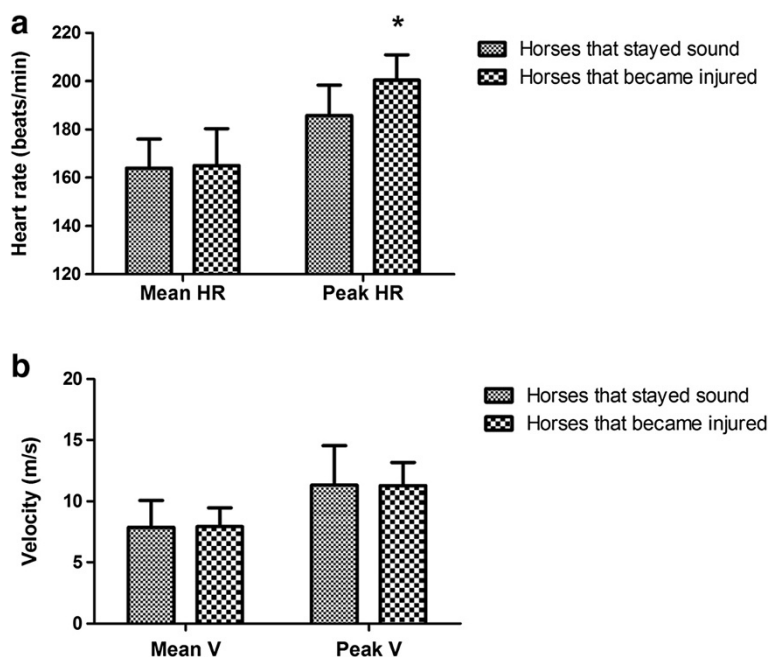 a
*
220
200
180
160
140
120
Heart rate (beats/min)
Mean HR
Peak HR
Horses that stayed sound
Horses that became injured
b
20
15
10
5
0
Velocity (m/s)
Mean V
Peak V
Horses that stayed sound
Horses that became injured